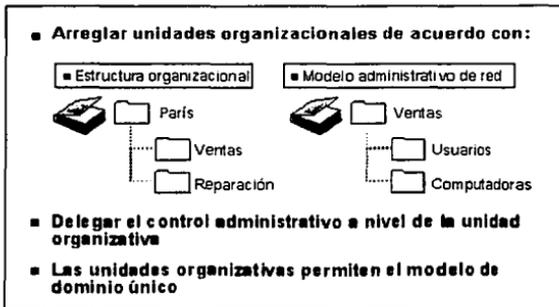 ▪ Arreglar unidades organizacionales de acuerdo con:
▪ Estructura organizacional
▪ Modelo administrativo de red
París
Ventas
Reparación
Ventas
Usuarios
Computadoras
▪ Delegar el control administrativo a nivel de la unidad
organizativa
▪ Las unidades organizativas permiten el modelo de
dominio único